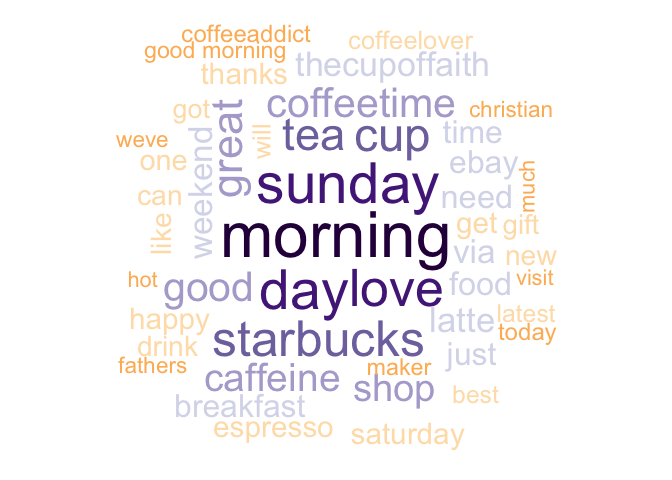 coffeeaddict
good morning coffeelover
thanks thecupoffaith
got great will coffeetime christian
weve weekend tea cup time
one sunday ebay
can need much
like morning get gift
via new
hot good day love food visit
happy latte latest
drink starbucks today
fathers maker just
caffeine shop best
breakfast
espresso saturday